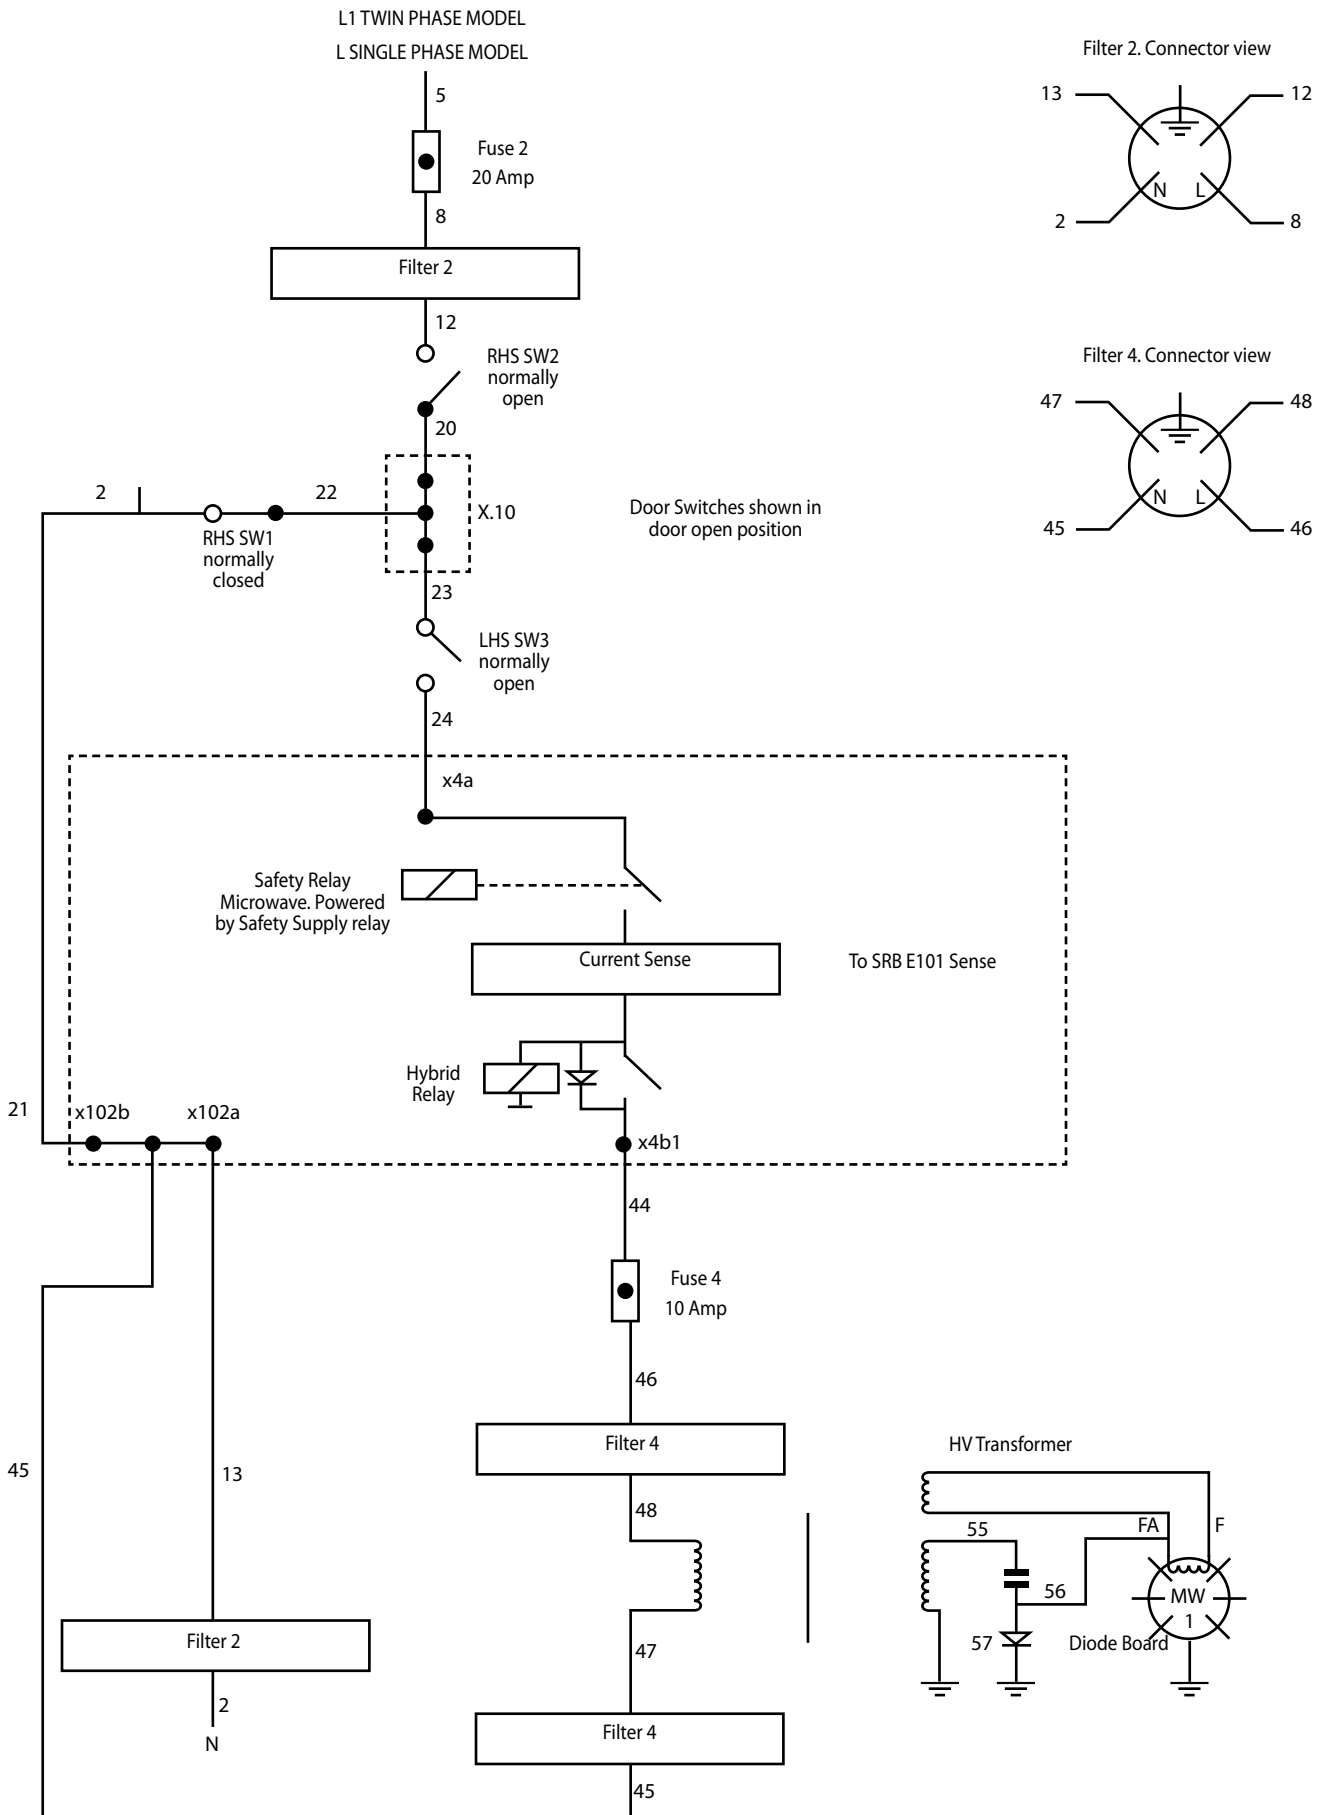 L1 TWIN PHASE MODEL
L SINGLE PHASE MODEL
5
Fuse 2
20 Amp
8
Filter 2
12
RHS SW2
normally
open
20
2
22
X.10
RHS SW1
normally
closed
23
LHS SW3
normally
open
24
Door Switches shown in
door open position
Filter 2. Connector view
13
12
N
L
2
8
Filter 4. Connector view
47
48
N
L
45
46
x4a
Safety Relay
Microwave. Powered
by Safety Supply relay
Current Sense
To SRB E101 Sense
Hybrid
Relay
21
x102b
x102a
x4b1
44
Fuse 4
10 Amp
46
Filter 4
48
47
Filter 4
45
45
13
Filter 2
2
N
HV Transformer
55
FA
F
56
MW
1
57
Diode Board